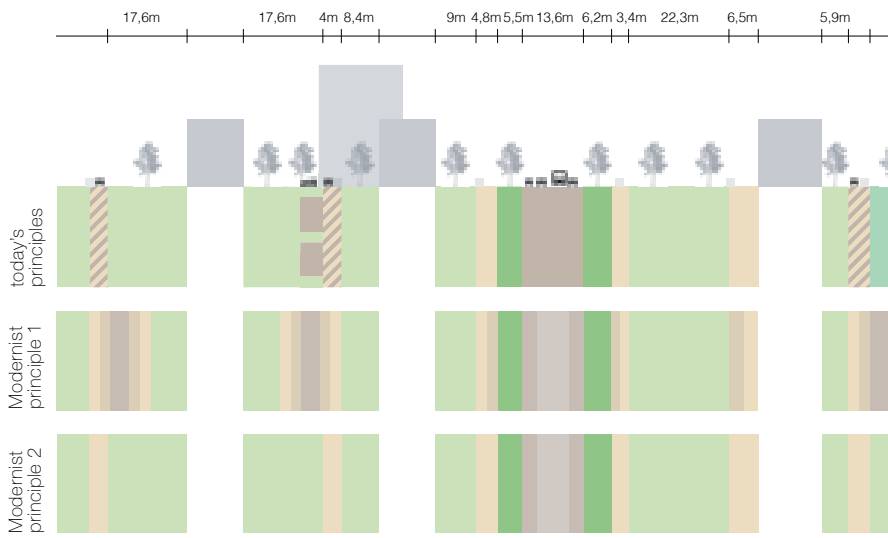 17,6m 17,6m 4m 8,4m 9m 4,8m 5,5m 13,6m 6,2m 3,4m 22,3m 6,5m 5,9m
today's
principles
Modernist
principle 1
Modernist
principle 2